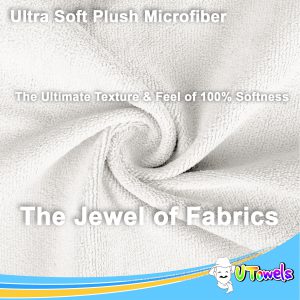 Ultra Soft Plush Microfiber
The Ultimate Texture & Feel of 100% Softness
The Jewel of Fabrics
UTowels